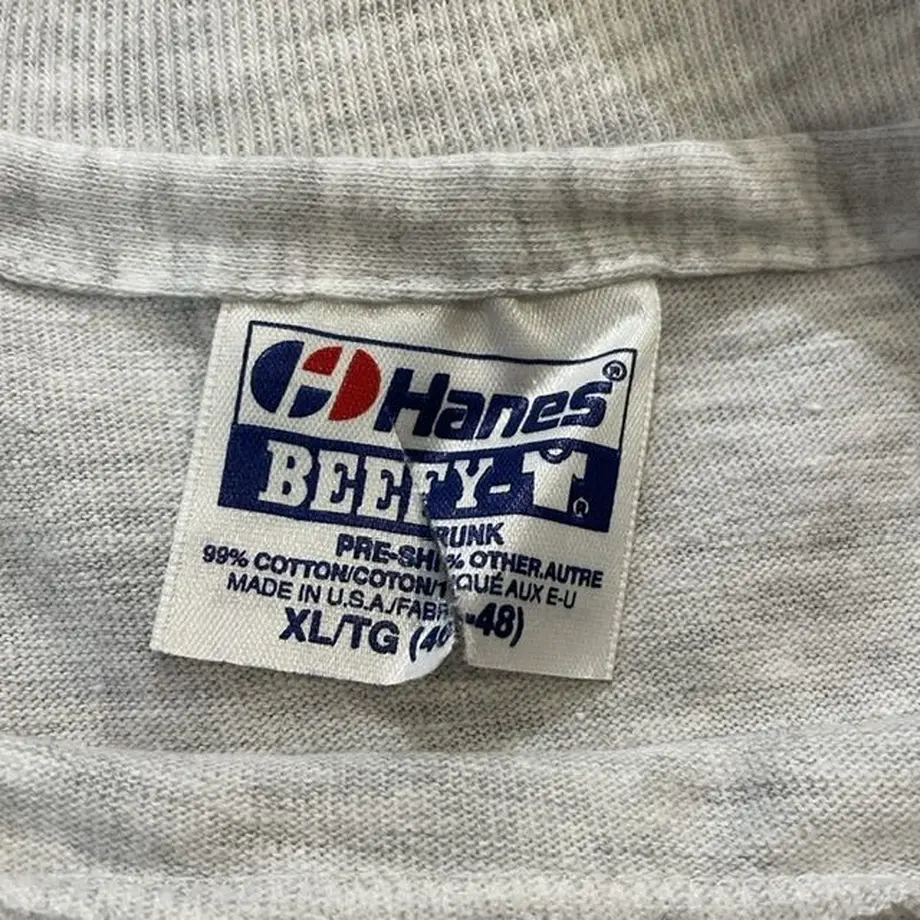 Hanes®
BEEFY-T®
PRE-SH RUNK
99% COTTON/COTON/1 % OTHER.AUTRE
MADE IN U.S.A./FABR IQUÉ AUX E-U
XL/TG (46 -48)